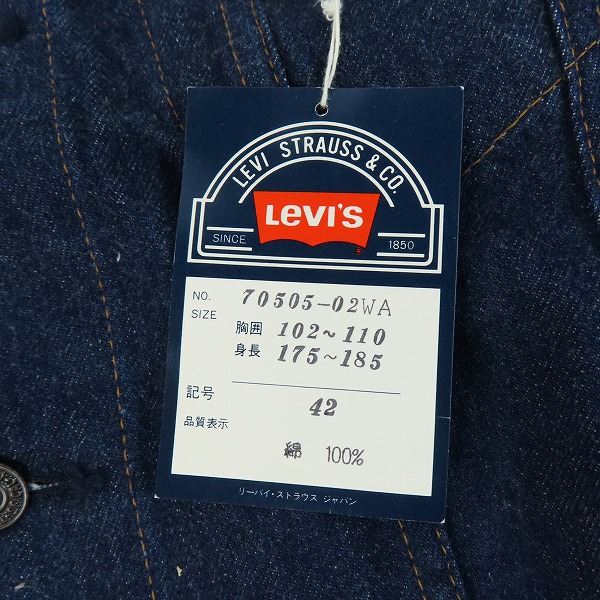 LEVI STRAUSS & CO.
LEVI'S
SINCE 1850
NO. 70505-02WA
SIZE 胸囲 102~110
身長 175~185
記号 42
品質表示
綿 100%
リーバイ・ストラウス ジャパン